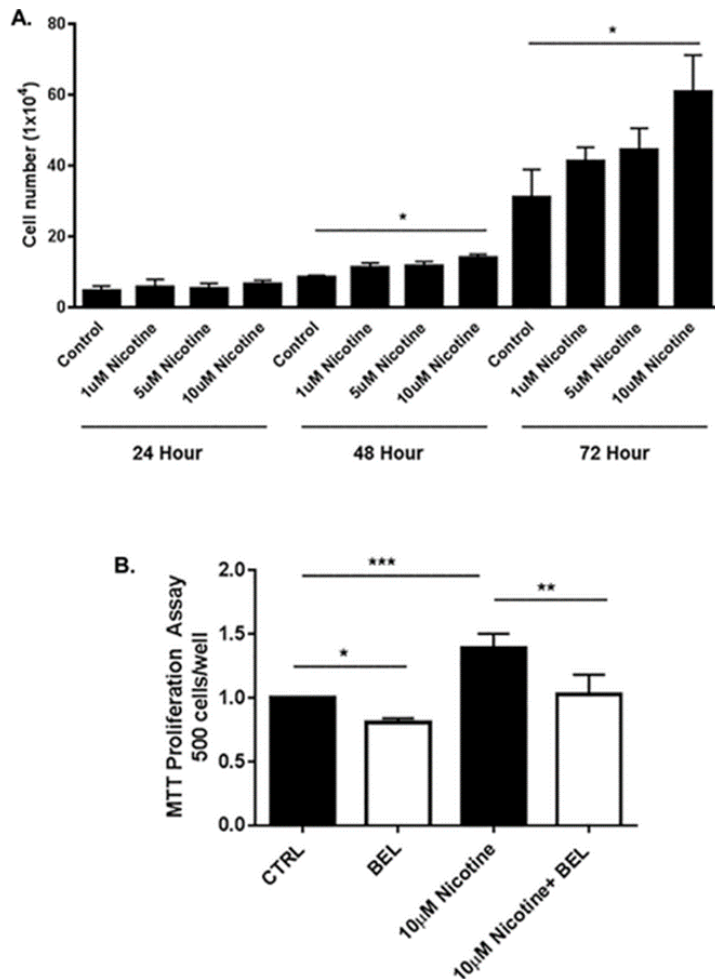 A.
Cell number (1x10⁴)
80
60
40
20
0
*
*
Control
1uM Nicotine
5uM Nicotine
10uM Nicotine
Control
1uM Nicotine
5uM Nicotine
10uM Nicotine
Control
1uM Nicotine
5uM Nicotine
10uM Nicotine
24 Hour
48 Hour
72 Hour
B.
MTT Proliferation Assay
500 cells/well
2.0
1.5
1.0
0.5
0.0
***
**
*
CTRL
BEL
10μM Nicotine
10μM Nicotine+ BEL